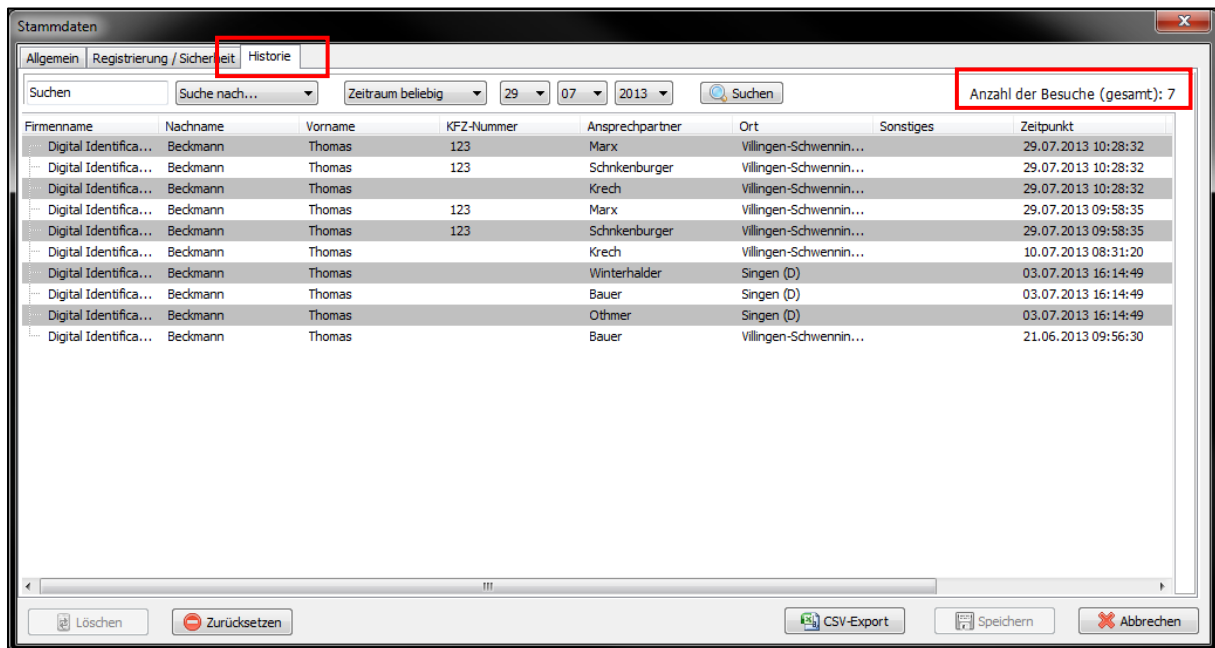 Stammdaten
Allgemein Registrierung / Sicherheit Historie
Suchen Suche nach... Zeitraum beliebig 29 07 2013 Suchen Anzahl der Besuche (gesamt): 7
Firmenname Nachname Vorname KFZ-Nummer Ansprechpartner Ort Sonstiges Zeitpunkt
Digital Identifica... Beckmann Thomas 123 Marx Villingen-Schwennin... 29.07.2013 10:28:32
Digital Identifica... Beckmann Thomas 123 Schnkenburger Villingen-Schwennin... 29.07.2013 10:28:32
Digital Identifica... Beckmann Thomas Krech Villingen-Schwennin... 29.07.2013 10:28:32
Digital Identifica... Beckmann Thomas 123 Marx Villingen-Schwennin... 29.07.2013 09:58:35
Digital Identifica... Beckmann Thomas 123 Schnkenburger Villingen-Schwennin... 29.07.2013 09:58:35
Digital Identifica... Beckmann Thomas Krech Villingen-Schwennin... 10.07.2013 08:31:20
Digital Identifica... Beckmann Thomas Winterhalder Singen (D) 03.07.2013 16:14:49
Digital Identifica... Beckmann Thomas Bauer Singen (D) 03.07.2013 16:14:49
Digital Identifica... Beckmann Thomas Othmer Singen (D) 03.07.2013 16:14:49
Digital Identifica... Beckmann Thomas Bauer Villingen-Schwennin... 21.06.2013 09:56:30
Löschen Zurücksetzen CSV-Export Speichern Abbrechen